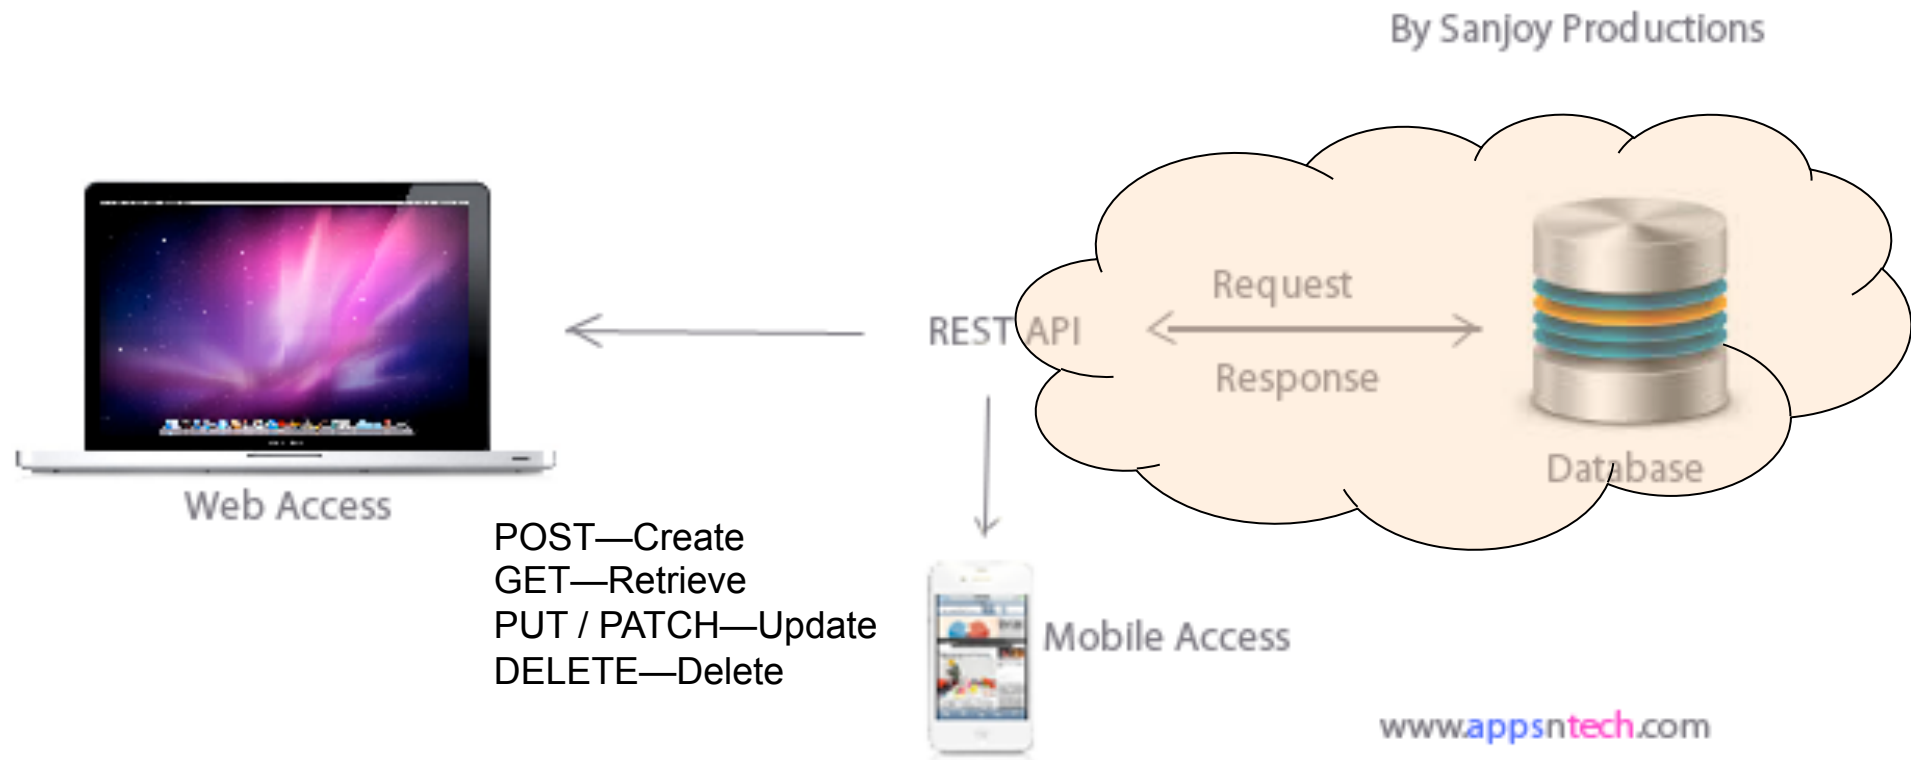 By Sanjoy Productions
Request
REST API
Response
Database
Web Access
POST—Create
GET—Retrieve
PUT / PATCH—Update
DELETE—Delete
Mobile Access
www.appsntech.com